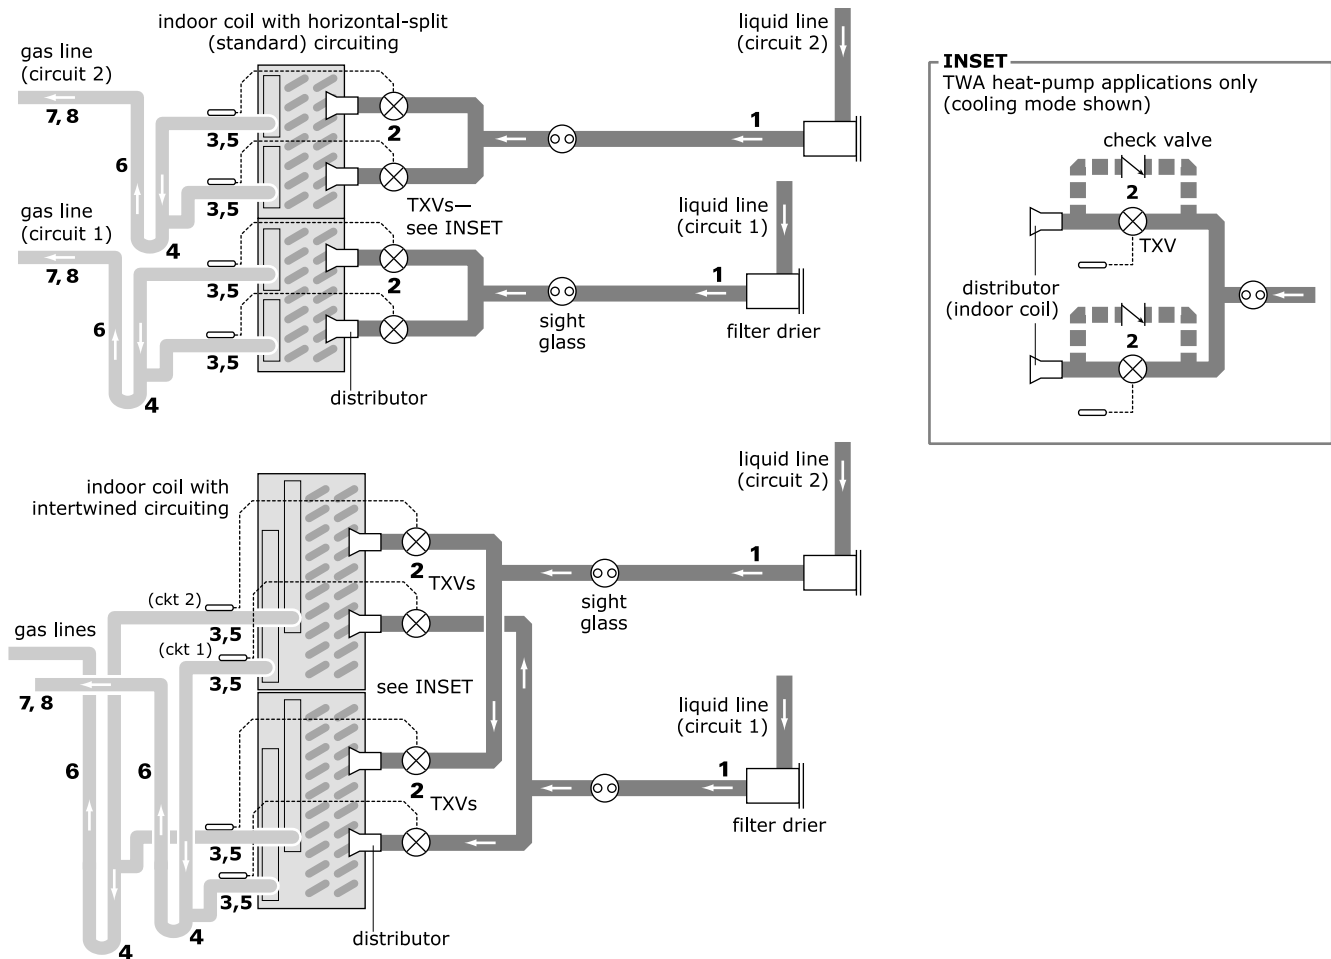 indoor coil with horizontal-split
(standard) circuiting
liquid line
(circuit 2)
gas line
(circuit 2)
7, 8
3,5
2
1
6
3,5
TXVs—
see INSET
4
gas line
(circuit 1)
7, 8
liquid line
(circuit 1)
3,5
2
1
6
sight
glass
filter drier
3,5
4
distributor
INSET
TWA heat-pump applications only
(cooling mode shown)
check valve
2
TXV
distributor
(indoor coil)
2
indoor coil with
intertwined circuiting
liquid line
(circuit 2)
1
2
TXVs
sight
glass
(ckt 2)
3,5
gas lines
(ckt 1)
3,5
7, 8
see INSET
liquid line
(circuit 1)
6
6
2
TXVs
1
filter drier
3,5
3,5
4
4
distributor